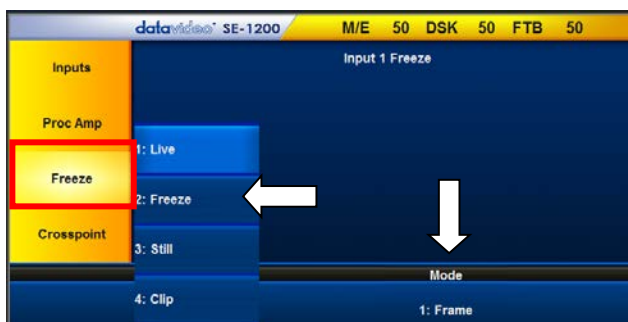 datavideo SE-1200 M/E 50 DSK 50 FTB 50
Inputs
Input 1 Freeze
Proc Amp
1: Live
Freeze
2: Freeze
Crosspoint
3: Still
Mode
4: Clip
1: Frame